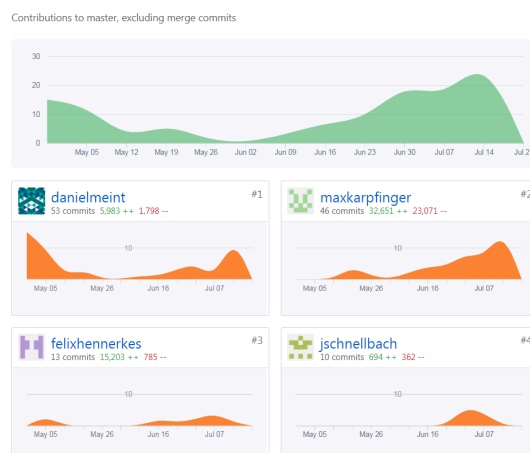 Contributions to master, excluding merge commits
30
20
10
0
May 05 May 12 May 19 May 26 Jun 02 Jun 09 Jun 16 Jun 23 Jun 30 Jul 07 Jul 14 Jul 2
danielmeint #1
53 commits 5,983 ++ 1,798 --
10
May 05 May 26 Jun 16 Jul 07
maxkarpfinger #2
46 commits 32,651 ++ 23,071 --
10
May 05 May 26 Jun 16 Jul 07
felixhennerkes #3
13 commits 15,203 ++ 785 --
10
May 05 May 26 Jun 16 Jul 07
jschnellbach #4
10 commits 694 ++ 362 --
10
May 05 May 26 Jun 16 Jul 07